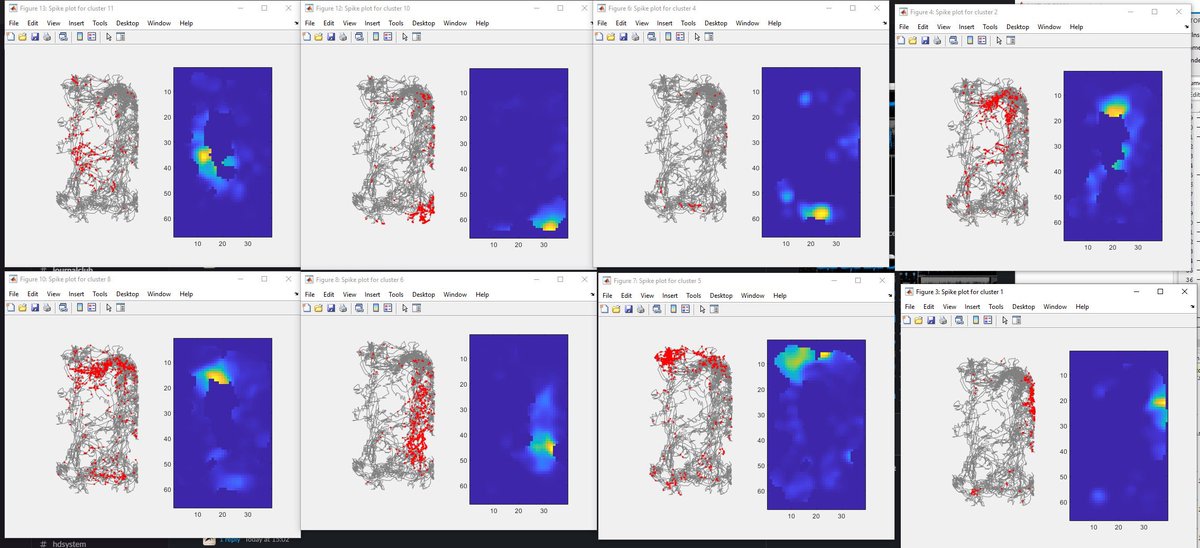 Figure 13: Spike plot for cluster 11
File Edit View Insert Tools Desktop Window Help
10
20
30
40
50
60
10 20 30
Figure 12: Spike plot for cluster 10
File Edit View Insert Tools Desktop Window Help
10
20
30
40
50
60
10 20 30
Figure 6: Spike plot for cluster 4
File Edit View Insert Tools Desktop Window Help
10
20
30
40
50
60
10 20 30
Figure 4: Spike plot for cluster 2
File Edit View Insert Tools Desktop Window Help
10
20
30
40
50
60
10 20 30
# journalclub
Figure 10: Spike plot for cluster 8
File Edit View Insert Tools Desktop Window Help
10
20
30
40
50
60
10 20 30
Figure 8: Spike plot for cluster 6
File Edit View Insert Tools Desktop Window Help
10
20
30
40
50
60
10 20 30
Figure 7: Spike plot for cluster 5
File Edit View Insert Tools Desktop Window Help
10
20
30
40
50
60
10 20 30
Figure 3: Spike plot for cluster 1
File Edit View Insert Tools Desktop Window Help
10
20
30
40
50
60
10 20 30
# hdsystem
1 reply Today at 15:02